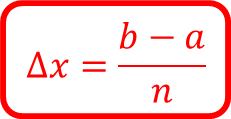 Δx = (b − a)/n